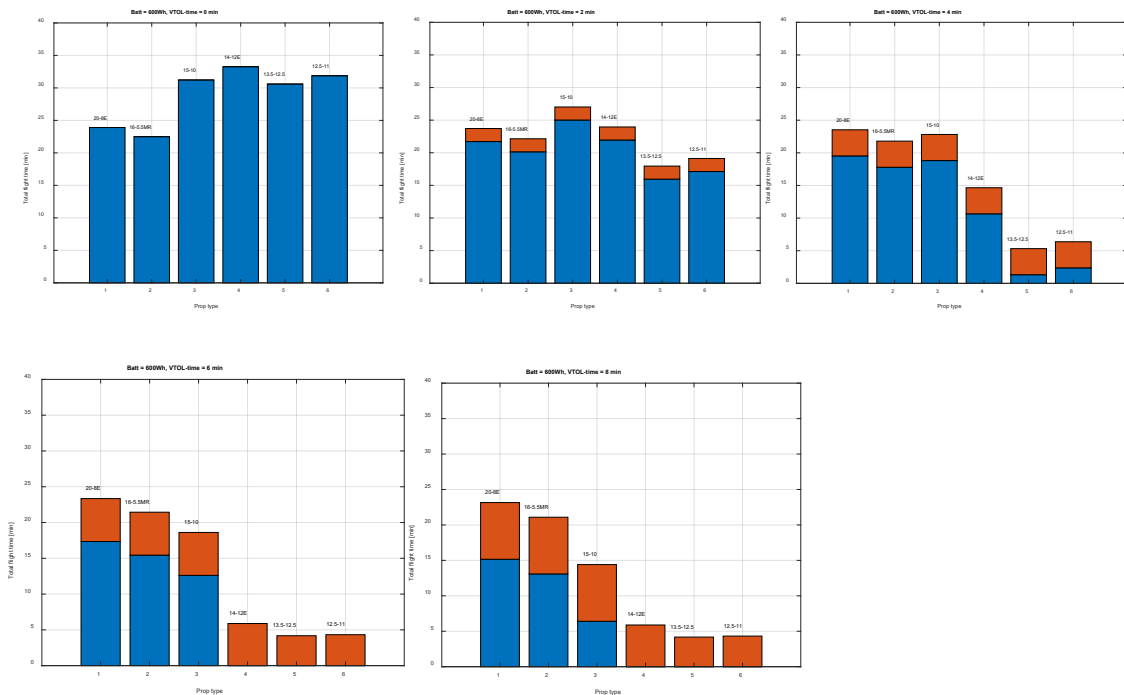 Batt = 600Wh, VTOL-time = 0 min
Total flight time [min]
40
35
30
25
20
15
10
5
0
20-8E
16-5.5MR
15-10
14-12E
13.5-12.5
12.5-11
1 2 3 4 5 6
Prop type
Batt = 600Wh, VTOL-time = 2 min
Total flight time [min]
40
35
30
25
20
15
10
5
0
20-8E
16-5.5MR
15-10
14-12E
13.5-12.5
12.5-11
1 2 3 4 5 6
Prop type
Batt = 600Wh, VTOL-time = 4 min
Total flight time [min]
40
35
30
25
20
15
10
5
0
20-8E
16-5.5MR
15-10
14-12E
13.5-12.5
12.5-11
1 2 3 4 5 6
Prop type
Batt = 600Wh, VTOL-time = 6 min
Total flight time [min]
40
35
30
25
20
15
10
5
0
20-8E
16-5.5MR
15-10
14-12E
13.5-12.5
12.5-11
1 2 3 4 5 6
Prop type
Batt = 600Wh, VTOL-time = 8 min
Total flight time [min]
40
35
30
25
20
15
10
5
0
20-8E
16-5.5MR
15-10
14-12E
13.5-12.5
12.5-11
1 2 3 4 5 6
Prop type